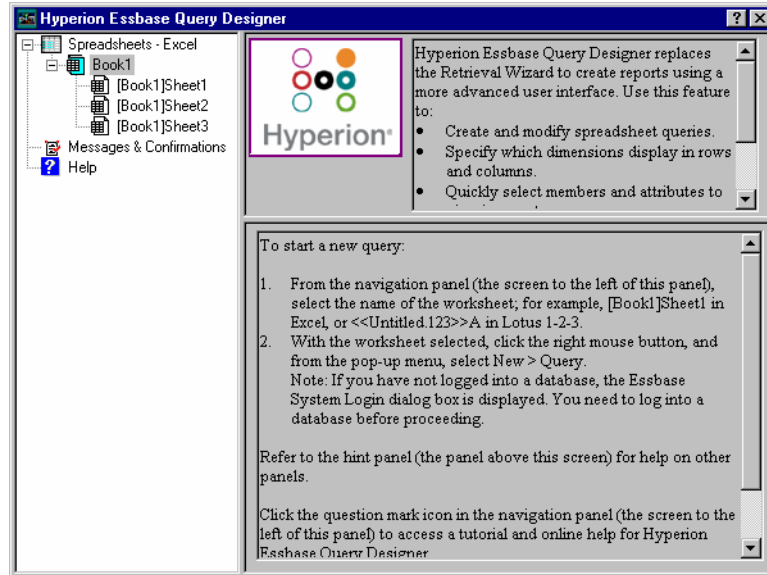 Hyperion Essbase Query Designer
Spreadsheets - Excel
Book1
[Book1]Sheet1
[Book1]Sheet2
[Book1]Sheet3
Messages & Confirmations
? Help
Hyperion
Hyperion Essbase Query Designer replaces
the Retrieval Wizard to create reports using a
more advanced user interface. Use this feature
to:
● Create and modify spreadsheet queries.
● Specify which dimensions display in rows
and columns.
● Quickly select members and attributes to
To start a new query:
1. From the navigation panel (the screen to the left of this panel),
select the name of the worksheet; for example, [Book1]Sheet1 in
Excel, or <<Untitled.123>>A in Lotus 1-2-3.
2. With the worksheet selected, click the right mouse button, and
from the pop-up menu, select New > Query.
Note: If you have not logged into a database, the Essbase
System Login dialog box is displayed. You need to log into a
database before proceeding.
Refer to the hint panel (the panel above this screen) for help on other
panels.
Click the question mark icon in the navigation panel (the screen to the
left of this panel) to access a tutorial and online help for Hyperion
Essbase Query Designer